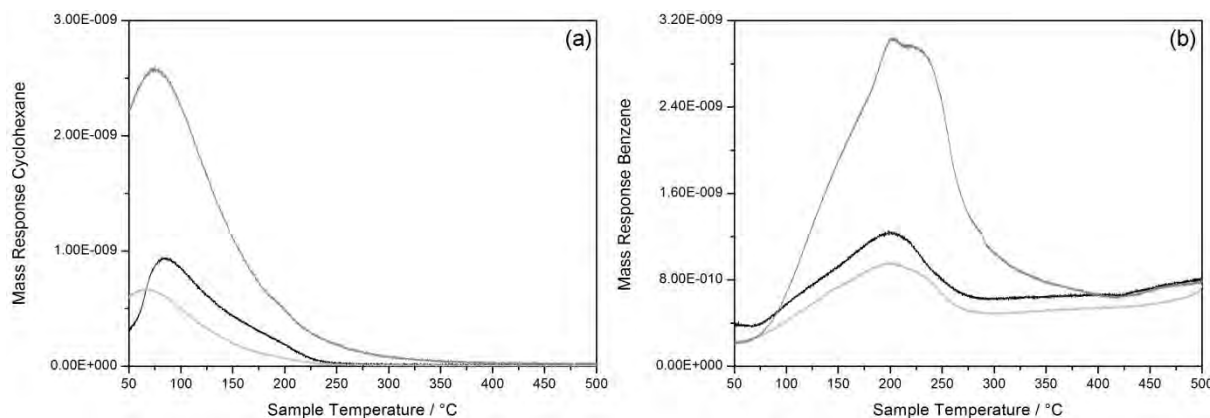 (a)
Mass Response Cyclohexane
3.00E-009
2.00E-009
1.00E-009
0.00E+000
50 100 150 200 250 300 350 400 450 500
Sample Temperature / °C
(b)
Mass Response Benzene
3.20E-009
2.40E-009
1.60E-009
8.00E-010
0.00E+000
50 100 150 200 250 300 350 400 450 500
Sample Temperature / °C